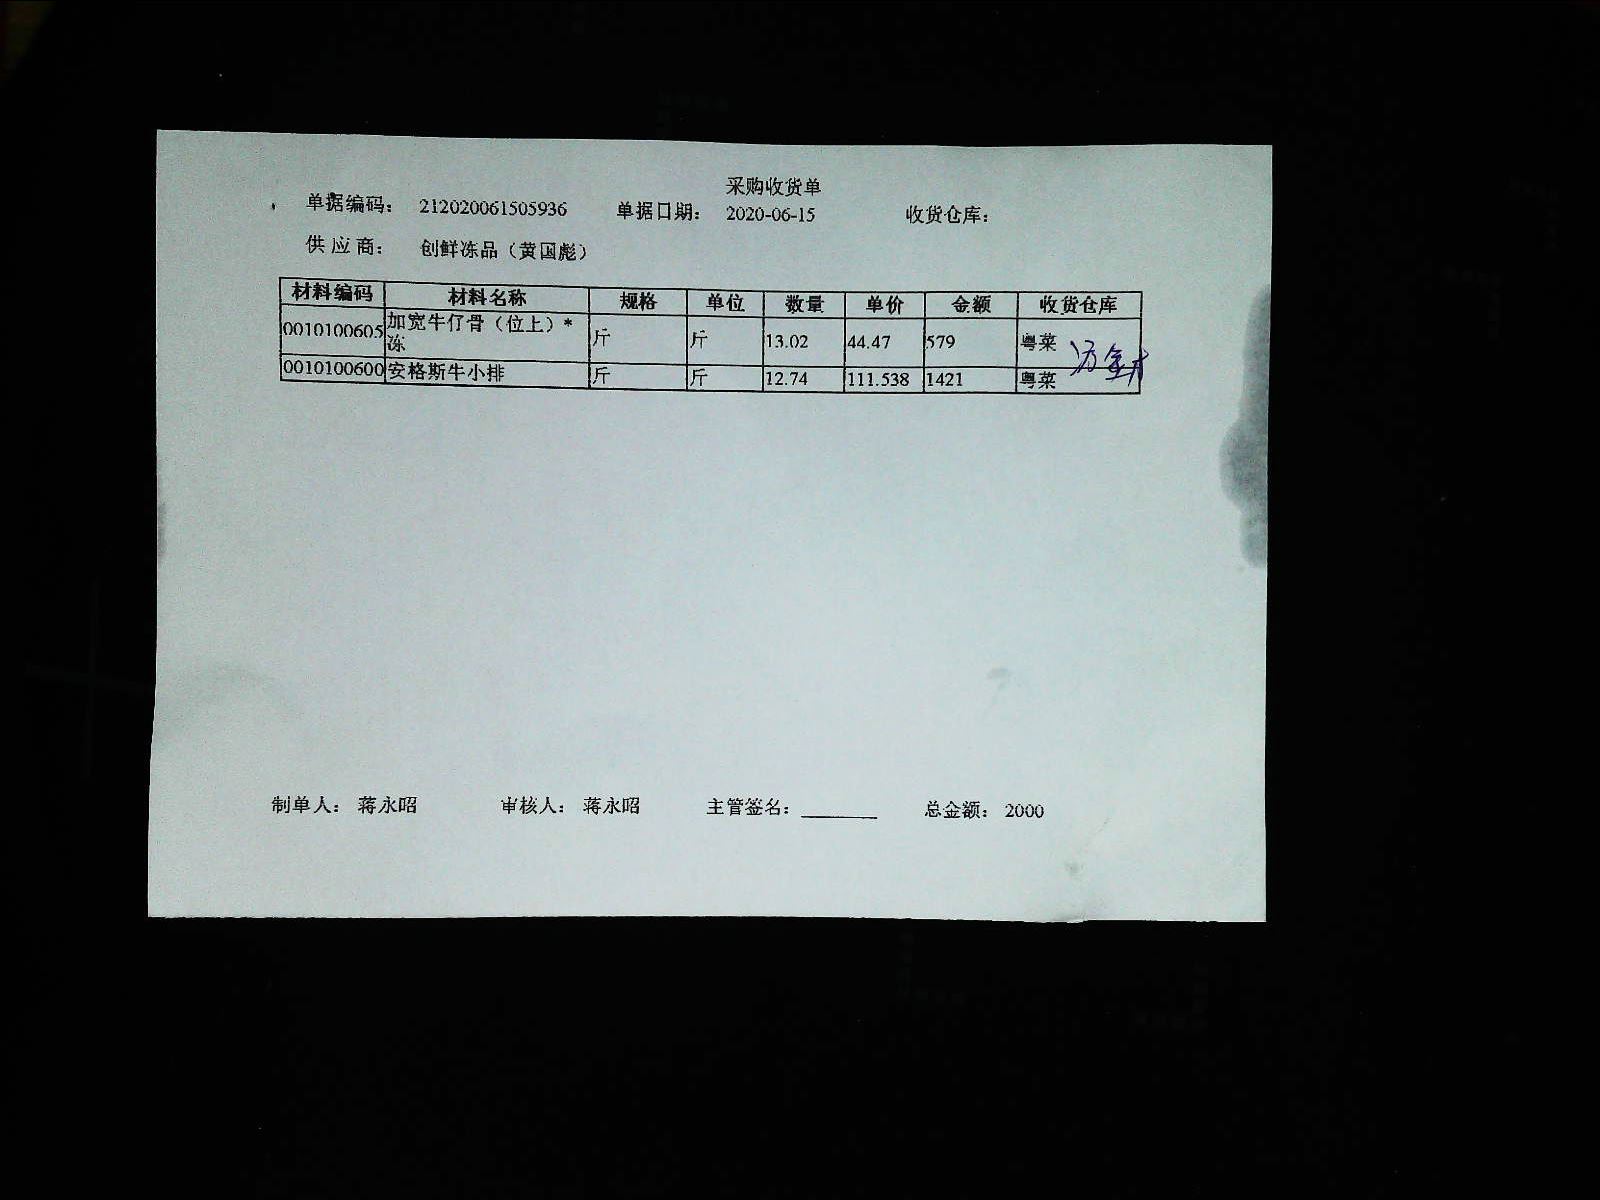 采购收货单
单据编码： 212020061505936 单据日期： 2020-06-15 收货仓库：
供 应 商： 创鲜冻品（黄国彪）
材料编码 材料名称 规格 单位 数量 单价 金额 收货仓库
0010100605 加宽牛仔骨（位上）* 斤 斤 13.02 44.47 579 粤菜
冻
0010100600 安格斯牛小排 斤 斤 12.74 111.538 1421 粤菜
制单人： 蒋永昭 审核人： 蒋永昭 主管签名： 总金额： 2000